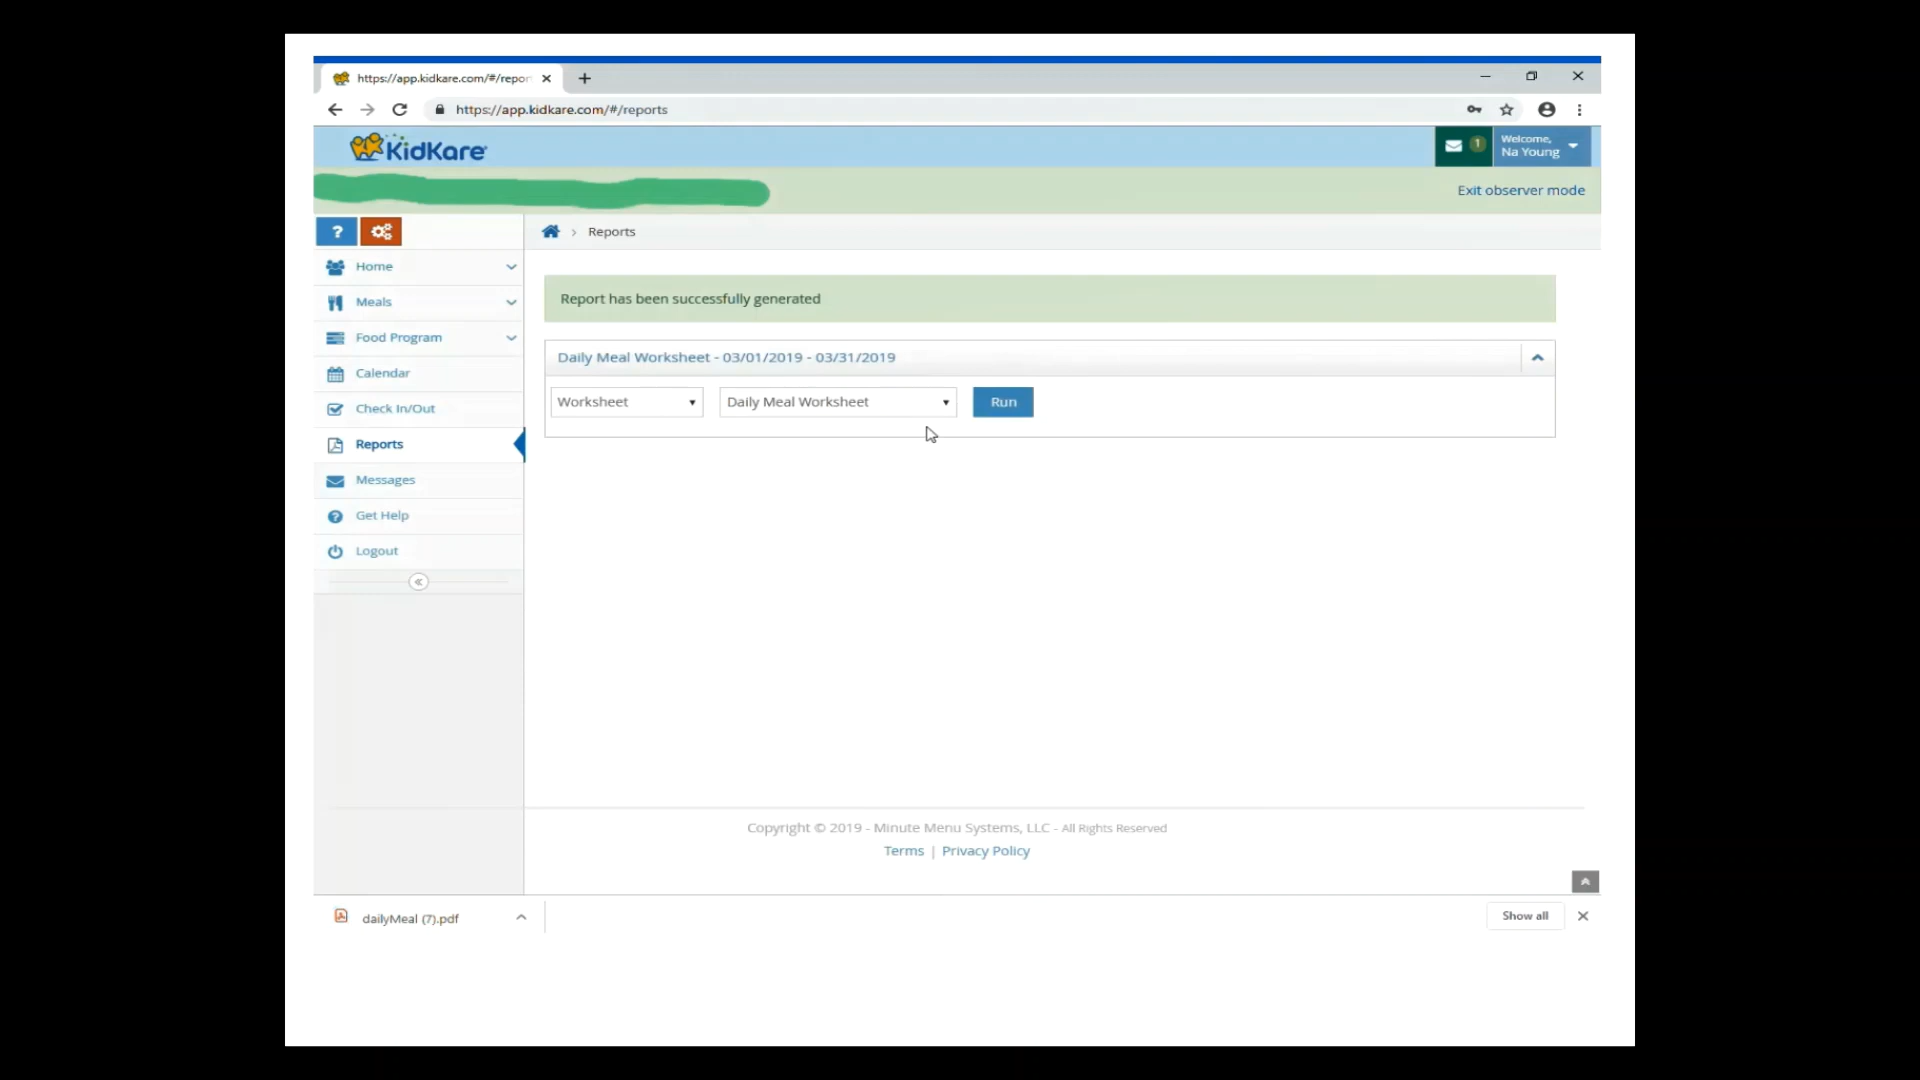 https://app.kidkare.com/#/repor
https://app.kidkare.com/#/reports
KidKare
1
Welcome,
Na Young
Exit observer mode
?
Reports
Home
Meals
Food Program
Calendar
Check In/Out
Reports
Messages
Get Help
Logout
Report has been successfully generated
Daily Meal Worksheet - 03/01/2019 - 03/31/2019
Worksheet
Daily Meal Worksheet
Run
Copyright © 2019 - Minute Menu Systems, LLC - All Rights Reserved
Terms | Privacy Policy
dailyMeal (7).pdf
Show all